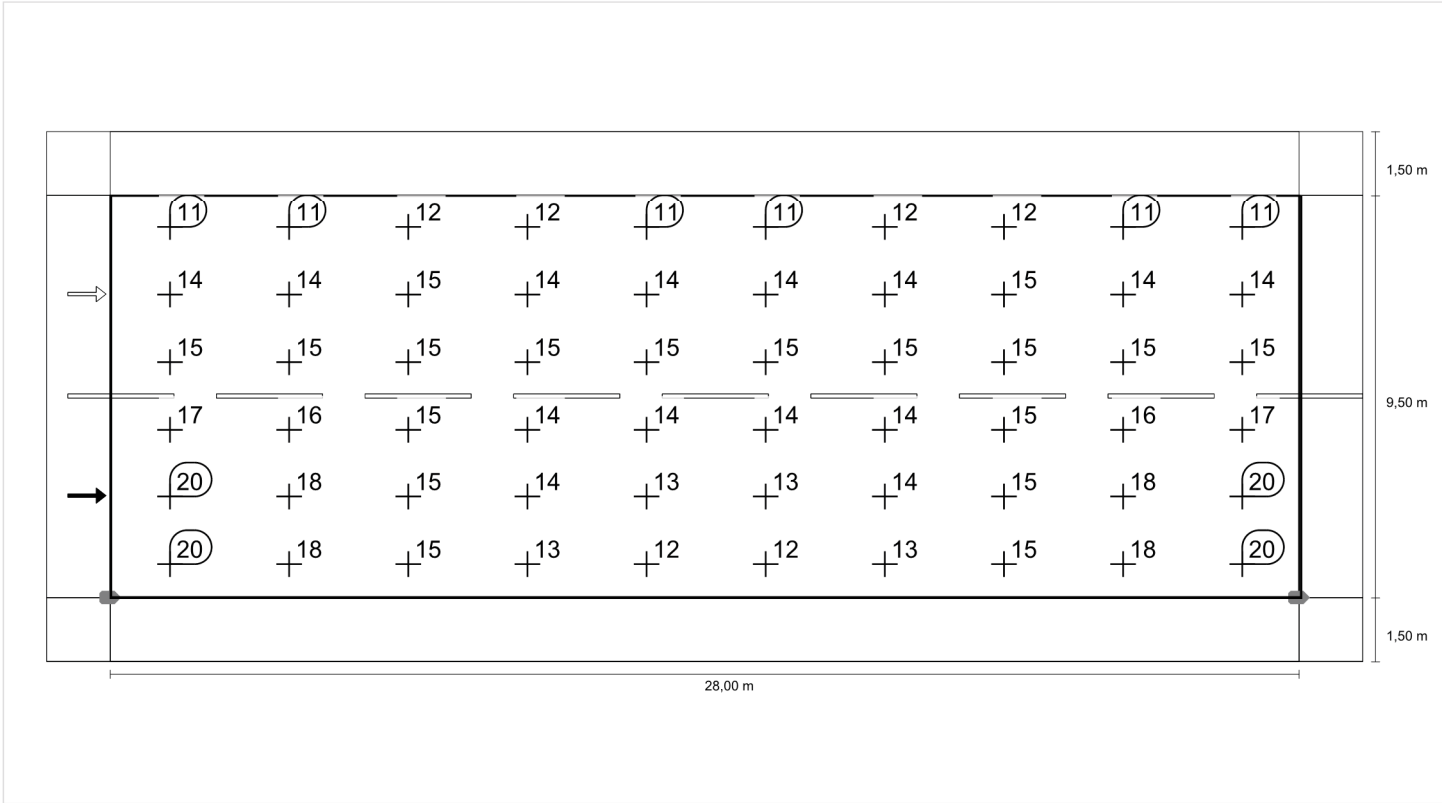 1,50 m
11 11 12 12 11 11 12 12 11 11
14 14 15 14 14 14 14 15 14 14
15 15 15 15 15 15 15 15 15 15
9,50 m
17 16 15 14 14 14 14 15 16 17
20 18 15 14 13 13 14 15 18 20
20 18 15 13 12 12 13 15 18 20
1,50 m
28,00 m